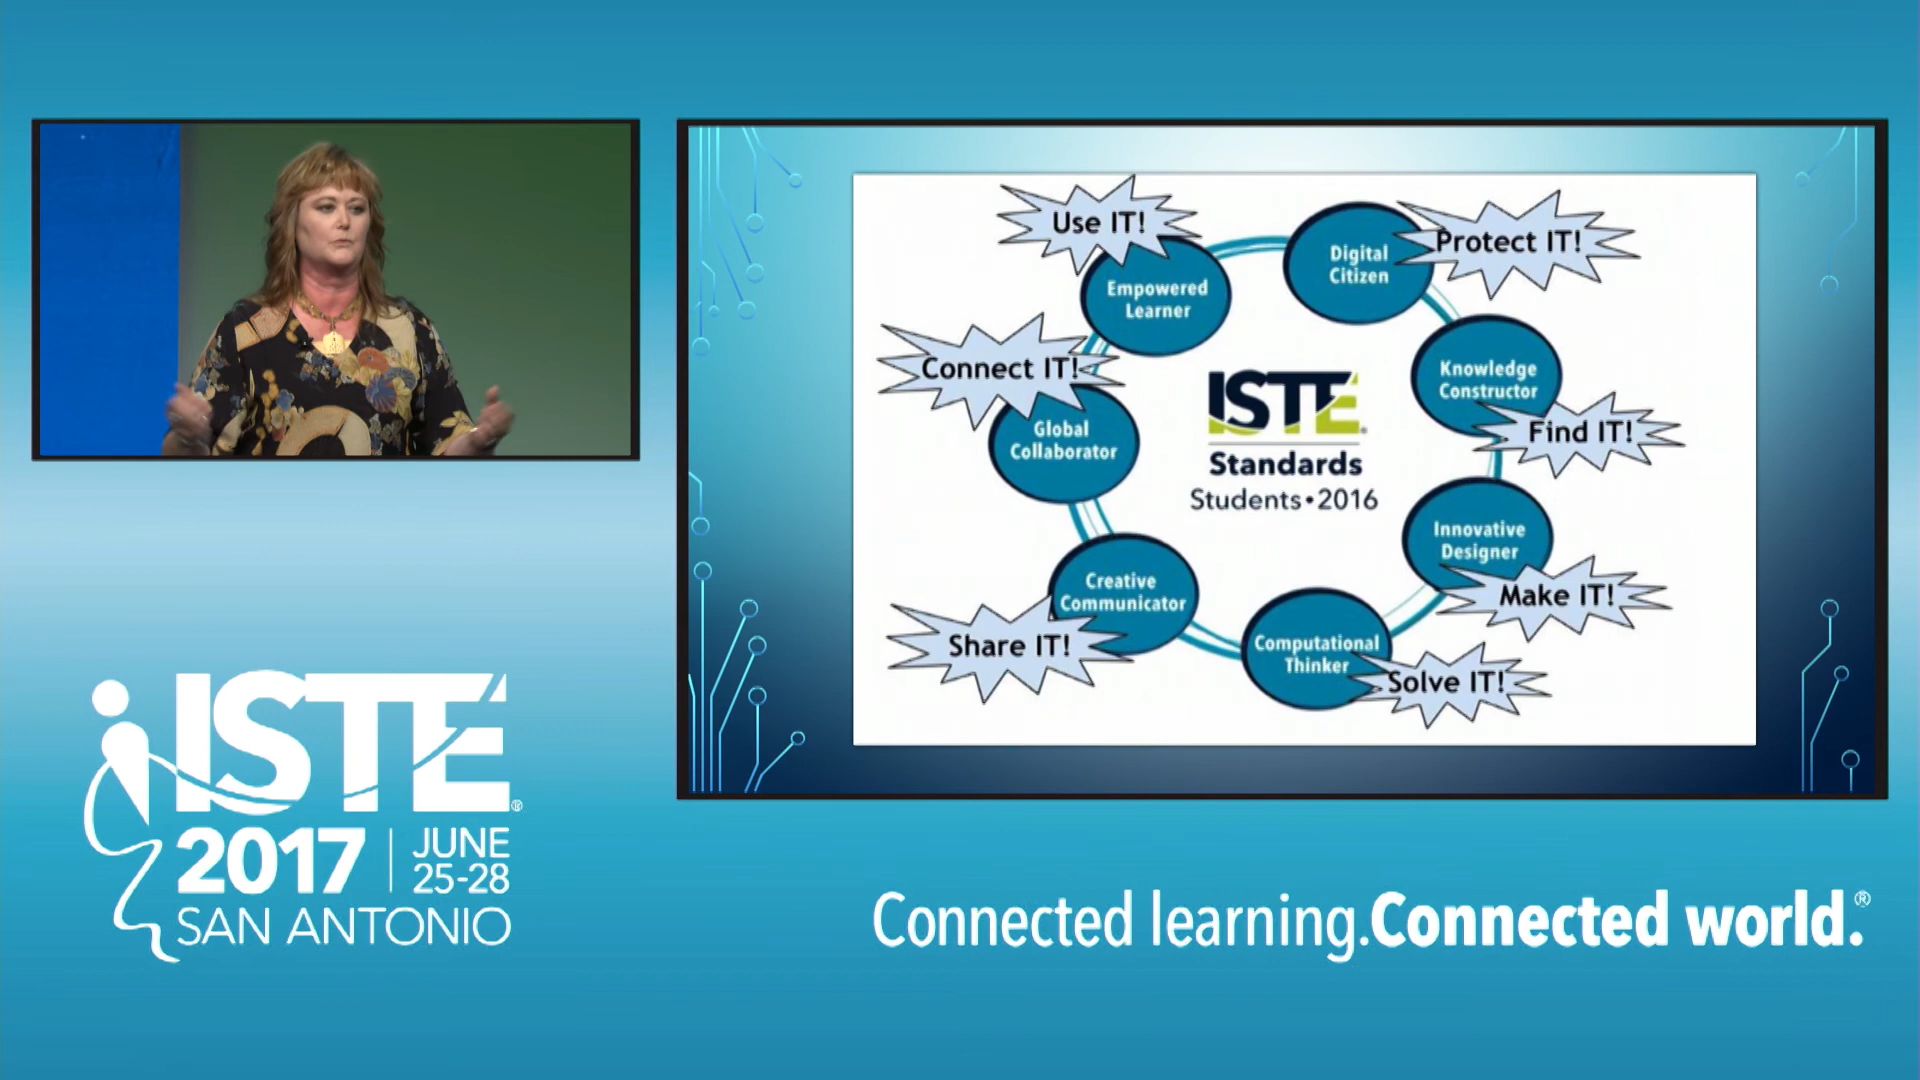 Use IT!
Empowered
Learner
Digital
Citizen
Protect IT!
Connect IT!
Global
Collaborator
Knowledge
Constructor
Find IT!
ISTE®
Standards
Students•2016
Innovative
Designer
Make IT!
Creative
Communicator
Share IT!
Computational
Thinker
Solve IT!
ISTE®
2017 | JUNE
25-28
SAN ANTONIO
Connected learning.Connected world.®